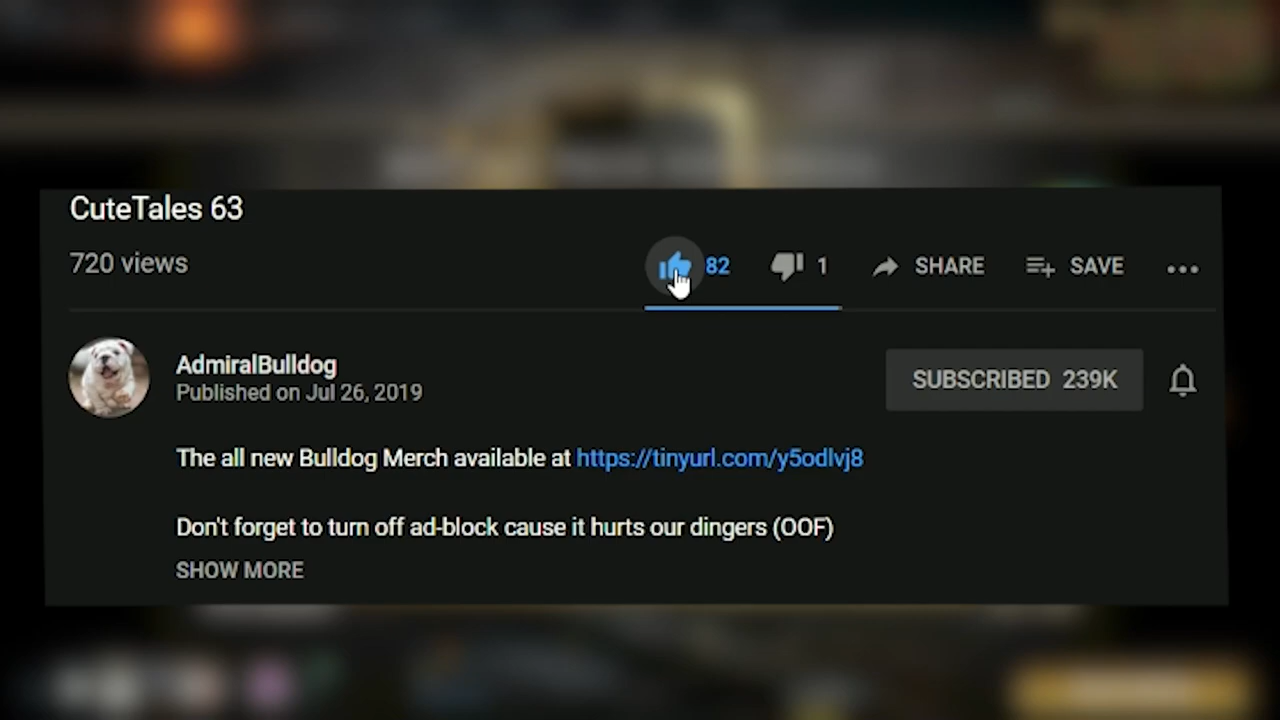 CuteTales 63
720 views
82 1 SHARE SAVE
AdmiralBulldog
Published on Jul 26, 2019
SUBSCRIBED 239K
The all new Bulldog Merch available at https://tinyurl.com/y5odlvj8
Don't forget to turn off ad-block cause it hurts our dingers (OOF)
SHOW MORE